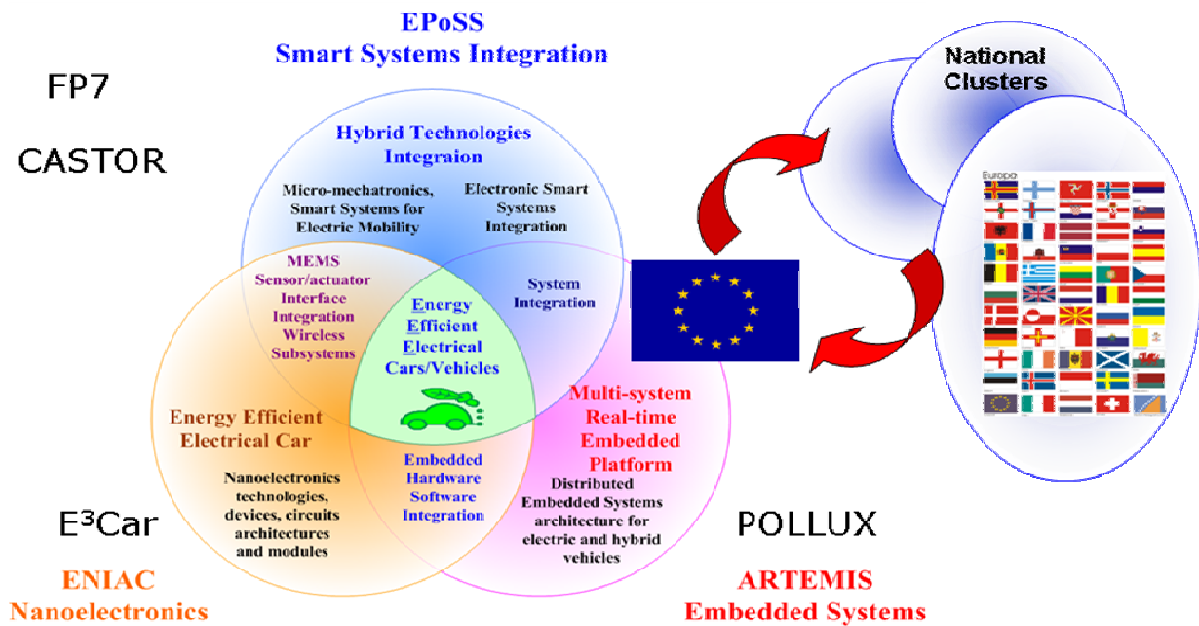 EPoSS
Smart Systems Integration
FP7
CASTOR
Hybrid Technologies
Integraion
Micro-mechatronics,
Smart Systems for
Electric Mobility
Electronic Smart
Systems
Integration
MEMS
Sensor/actuator
Interface
Integration
Wireless
Subsystems
System
Integration
Energy
Efficient
Electrical
Cars/Vehicles
Energy Efficient
Electrical Car
Nanoelectronics
technologies,
devices, circuits
architectures
and modules
Embedded
Hardware
Software
Integration
Multi-system
Real-time
Embedded
Platform
Distributed
Embedded Systems
architecture for
electric and hybrid
vehicles
E³Car
ENIAC
Nanoelectronics
POLLUX
ARTEMIS
Embedded Systems
National
Clusters
Europa